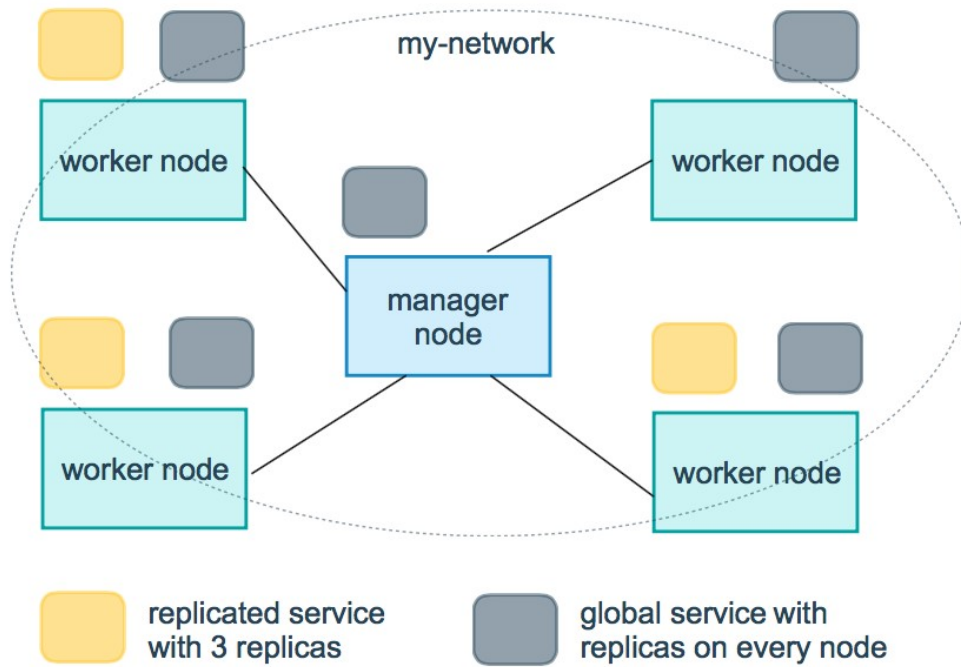 my-network
worker node
worker node
manager
node
worker node
worker node
replicated service
with 3 replicas
global service with
replicas on every node